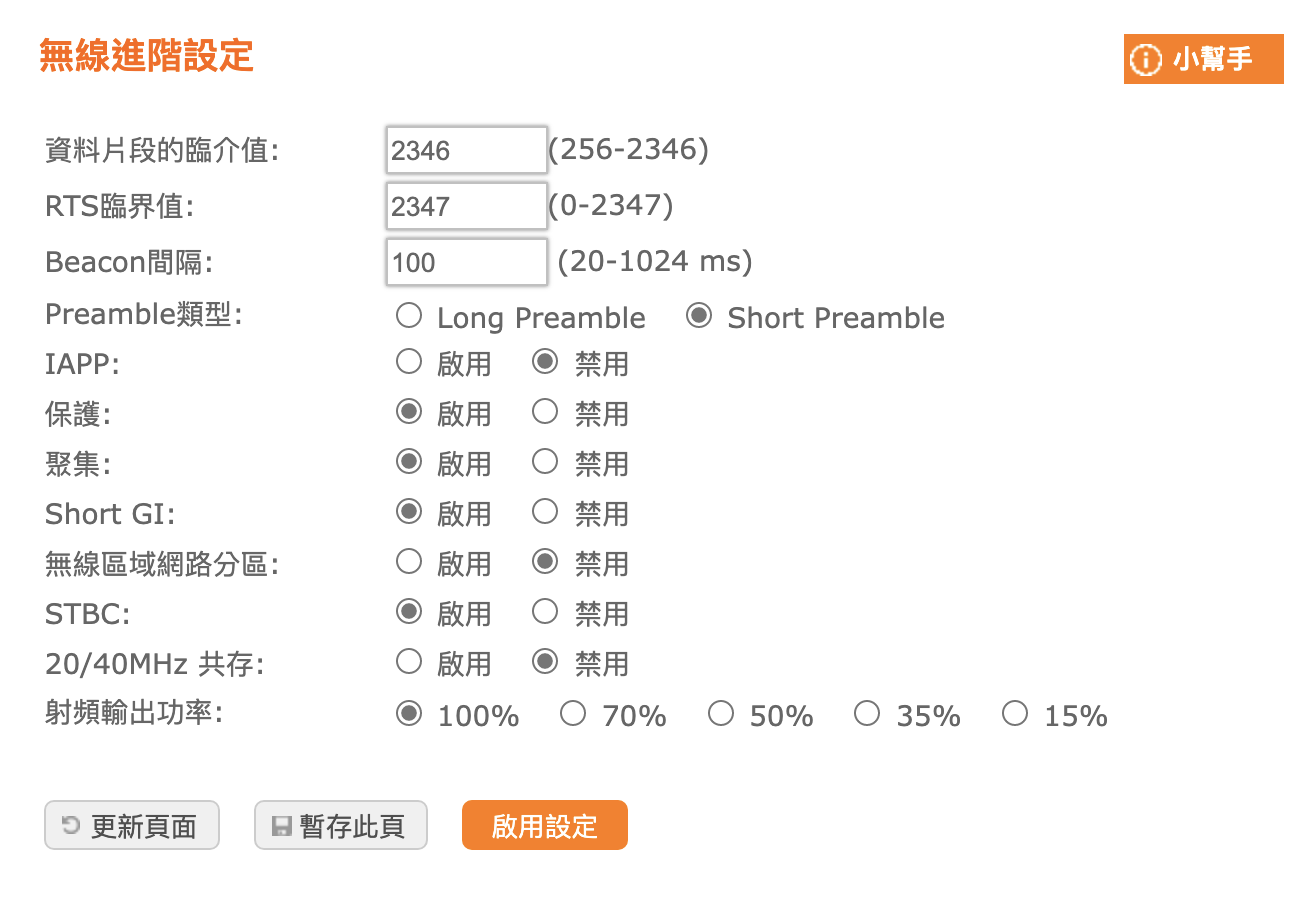 無線進階設定
小幫手
資料片段的臨介值: 2346 (256-2346)
RTS臨界值: 2347 (0-2347)
Beacon間隔: 100 (20-1024 ms)
Preamble類型: Long Preamble Short Preamble
IAPP: 啟用 禁用
保護: 啟用 禁用
聚集: 啟用 禁用
Short GI: 啟用 禁用
無線區域網路分區: 啟用 禁用
STBC: 啟用 禁用
20/40MHz 共存: 啟用 禁用
射頻輸出功率: 100% 70% 50% 35% 15%
更新頁面 暫存此頁 啟用設定